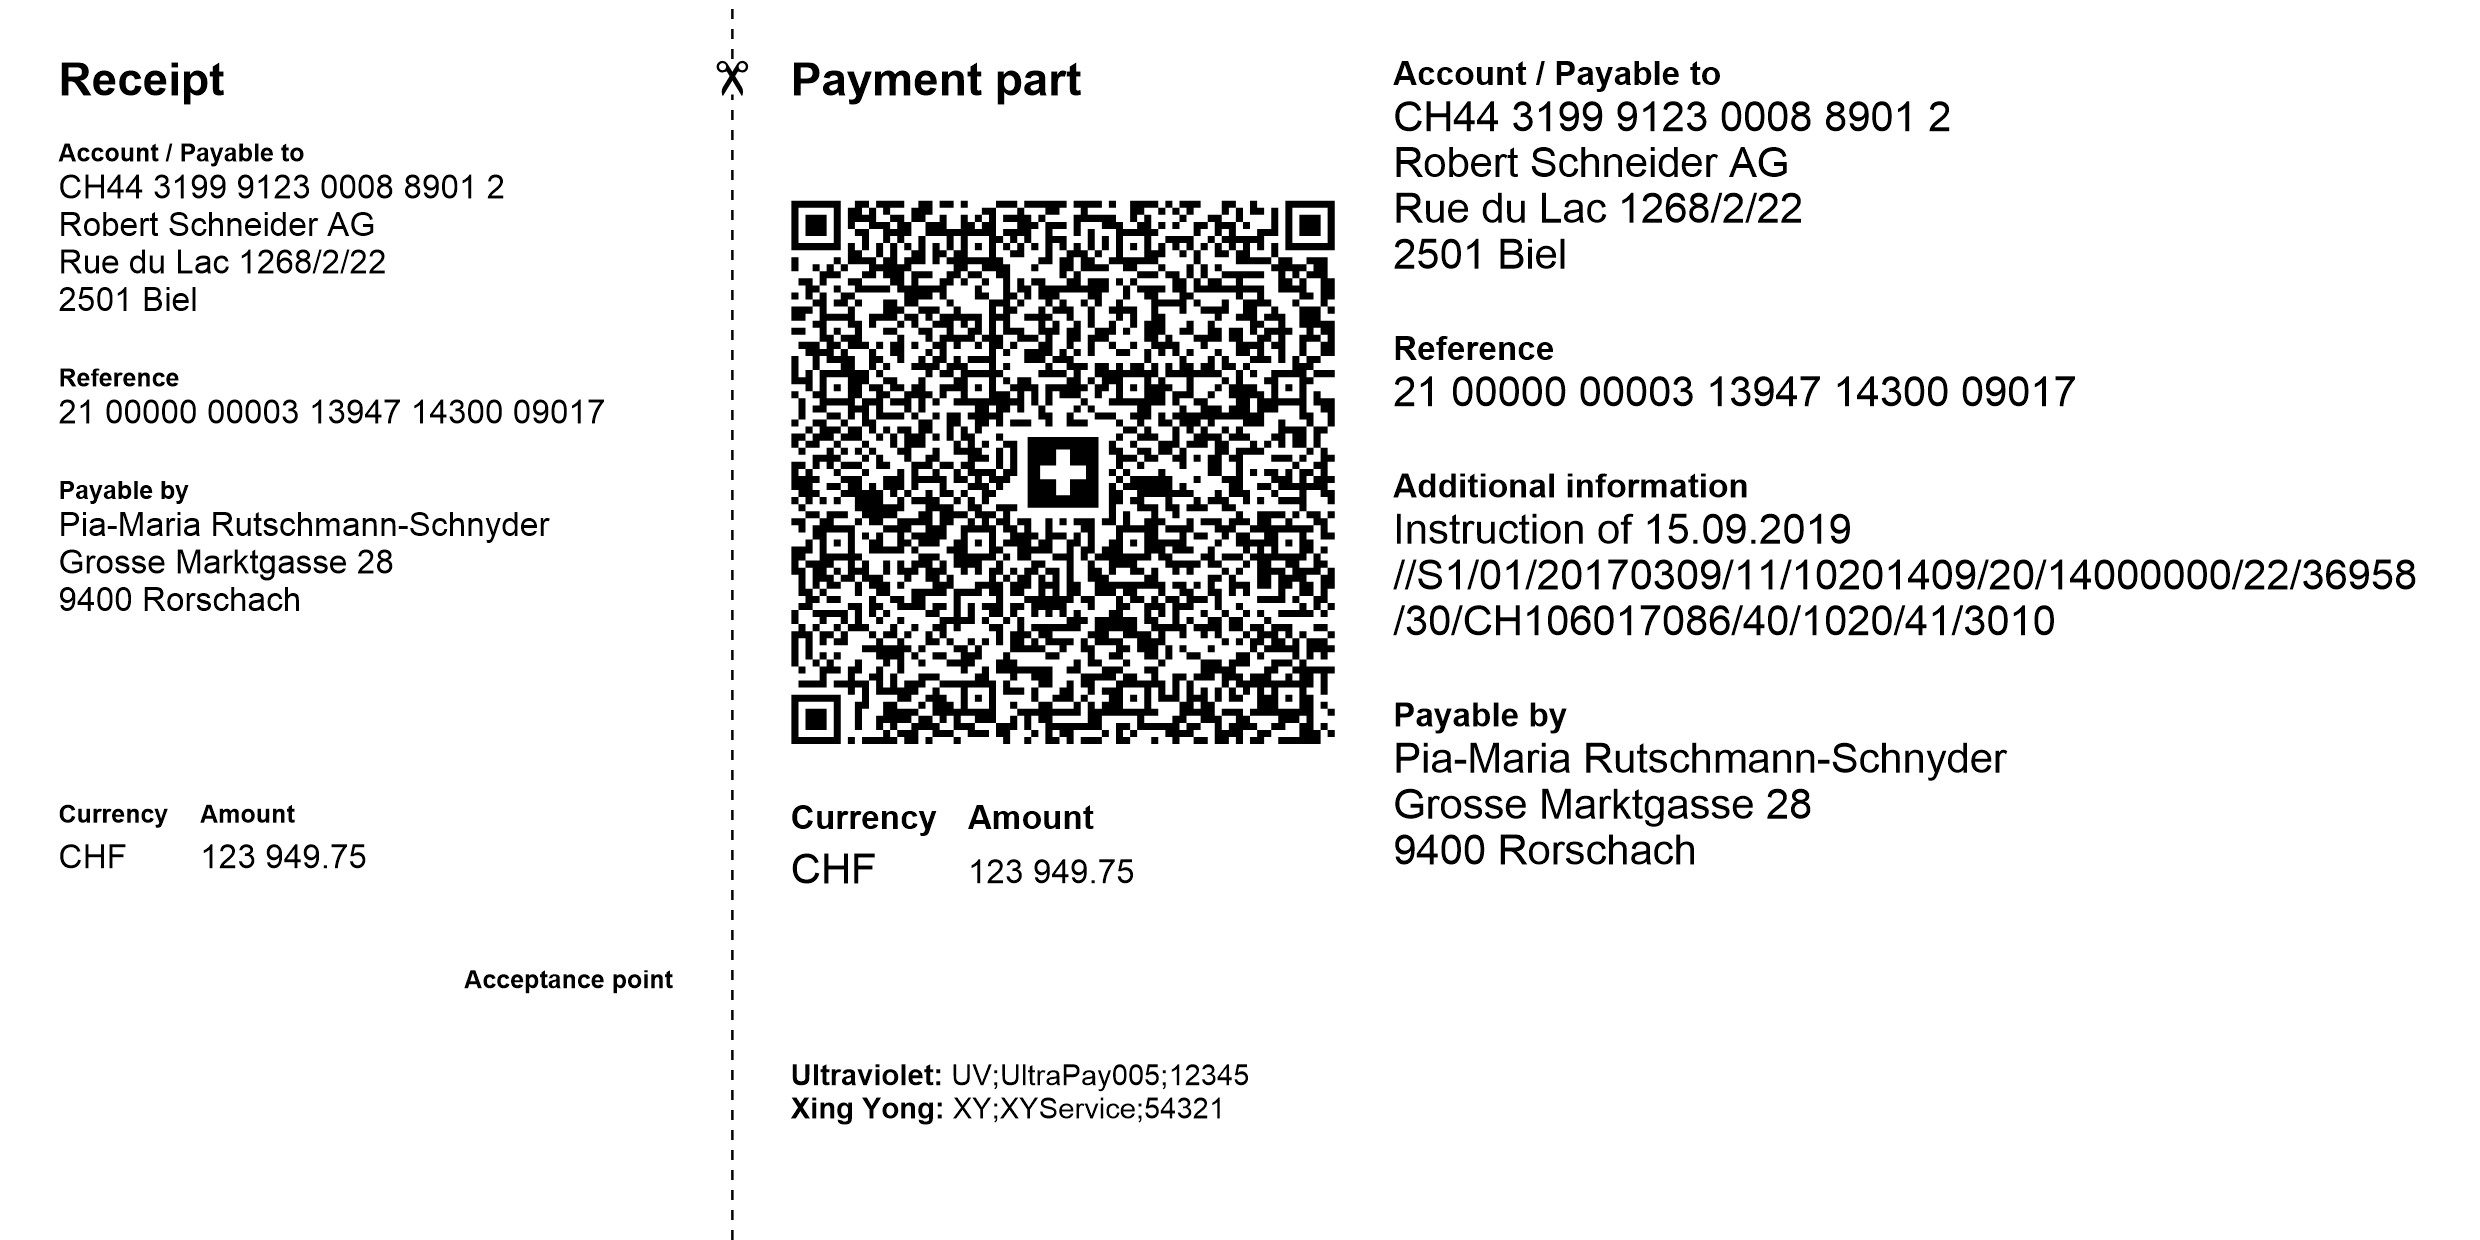 Receipt
Account / Payable to
CH44 3199 9123 0008 8901 2
Robert Schneider AG
Rue du Lac 1268/2/22
2501 Biel
Reference
21 00000 00003 13947 14300 09017
Payable by
Pia-Maria Rutschmann-Schnyder
Grosse Marktgasse 28
9400 Rorschach
Currency Amount
CHF 123 949.75
Acceptance point
Payment part
Currency Amount
CHF 123 949.75
Ultraviolet: UV;UltraPay005;12345
Xing Yong: XY;XYService;54321
Account / Payable to
CH44 3199 9123 0008 8901 2
Robert Schneider AG
Rue du Lac 1268/2/22
2501 Biel
Reference
21 00000 00003 13947 14300 09017
Additional information
Instruction of 15.09.2019
//S1/01/20170309/11/10201409/20/14000000/22/36958
/30/CH106017086/40/1020/41/3010
Payable by
Pia-Maria Rutschmann-Schnyder
Grosse Marktgasse 28
9400 Rorschach